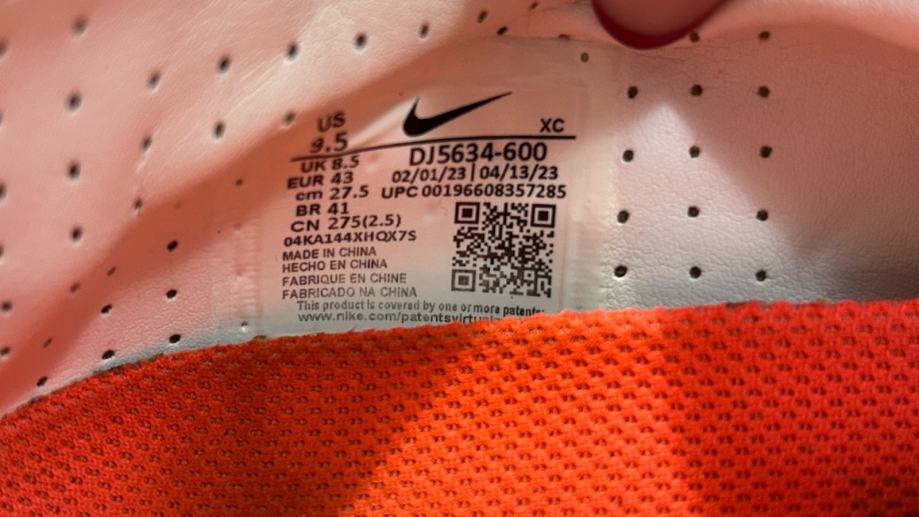 US
9.5
XC
UK 8.5
EUR 43
cm 27.5
BR 41
CN 275(2.5)
DJ5634-600
02/01/23 | 04/13/23
UPC 00196608357285
04KA144XHQX7S
MADE IN CHINA
HECHO EN CHINA
FABRIQUE EN CHINE
FABRICADO NA CHINA
This product is covered by one or more patents
www.nike.com/patentsvirtual